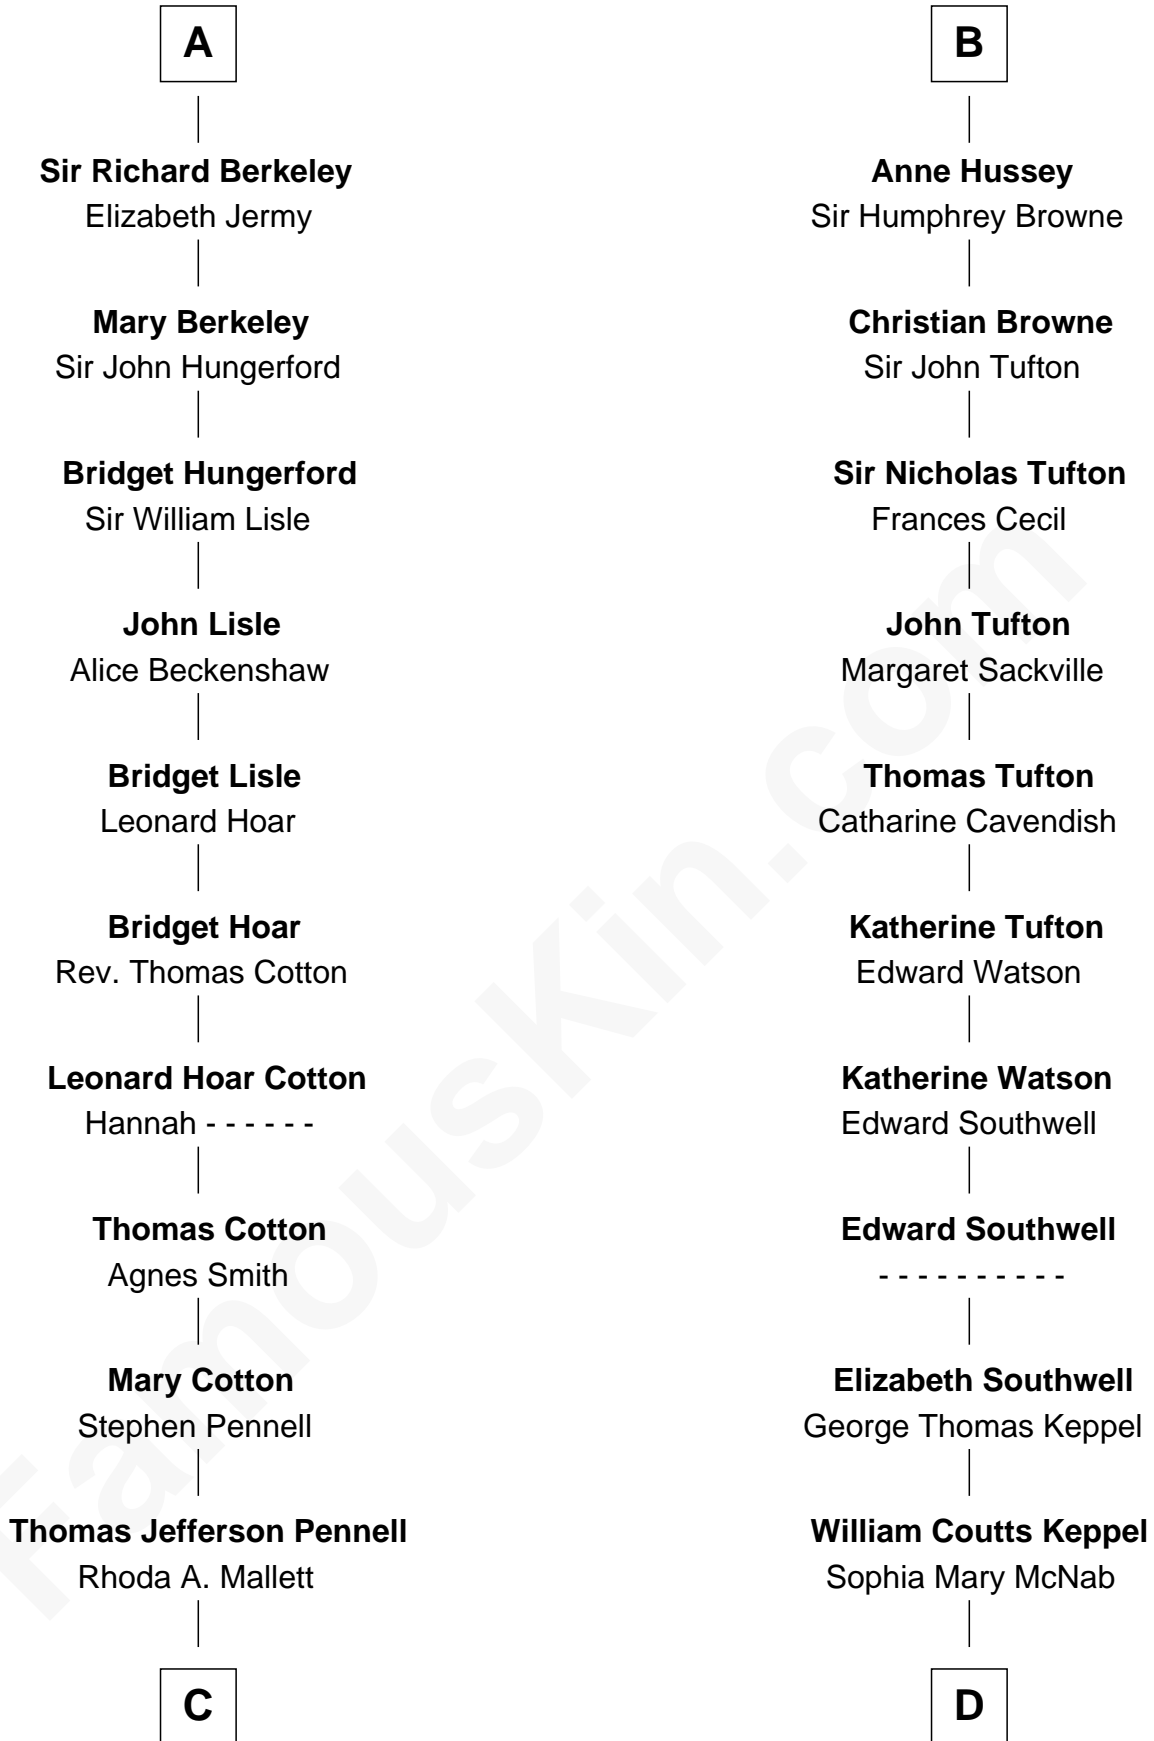 A
Sir Richard Berkeley
Elizabeth Jermy
Mary Berkeley
Sir John Hungerford
Bridget Hungerford
Sir William Lisle
John Lisle
Alice Beckenshaw
Bridget Lisle
Leonard Hoar
Bridget Hoar
Rev. Thomas Cotton
Leonard Hoar Cotton
Hannah - - - - - -
Thomas Cotton
Agnes Smith
Mary Cotton
Stephen Pennell
Thomas Jefferson Pennell
Rhoda A. Mallett
C
B
Anne Hussey
Sir Humphrey Browne
Christian Browne
Sir John Tufton
Sir Nicholas Tufton
Frances Cecil
John Tufton
Margaret Sackville
Thomas Tufton
Catharine Cavendish
Katherine Tufton
Edward Watson
Katherine Watson
Edward Southwell
Edward Southwell
- - - - - - - - - -
Elizabeth Southwell
George Thomas Keppel
William Coutts Keppel
Sophia Mary McNab
D
FamousKin.com